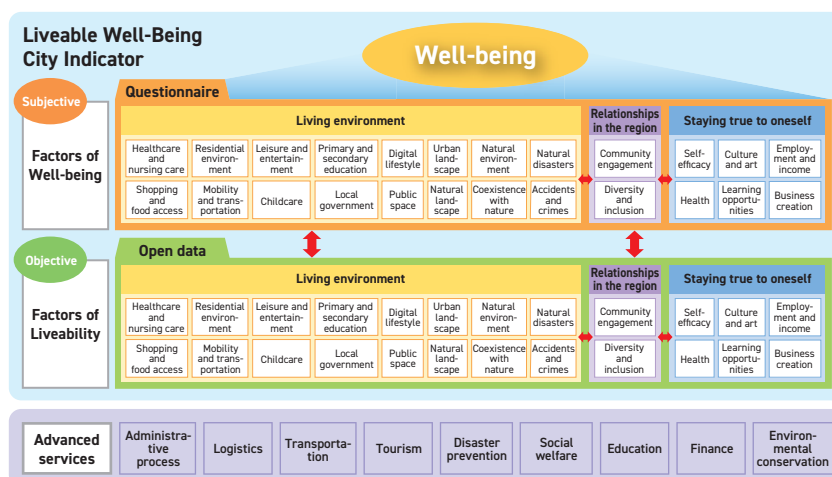 Liveable Well-Being
City Indicator
Well-being
Subjective
Questionnaire
Factors of
Well-being
Living environment
Relationships
in the region
Staying true to oneself
Healthcare
and
nursing care
Residential
environ-
ment
Leisure and
entertain-
ment
Primary and
secondary
education
Digital
lifestyle
Urban
land-
scape
Natural
environ-
ment
Natural
disasters
Community
engagement
Self-
efficacy
Culture
and art
Employ-
ment and
income
Shopping
and
food access
Mobility
and trans-
portation
Childcare
Local
government
Public
space
Natural
land-
scape
Coexistence
with
nature
Accidents
and
crimes
Diversity
and
inclusion
Health
Learning
opportu-
nities
Business
creation
Objective
Open data
Factors of
Liveability
Living environment
Relationships
in the region
Staying true to oneself
Healthcare
and
nursing care
Residential
environ-
ment
Leisure and
entertain-
ment
Primary and
secondary
education
Digital
lifestyle
Urban
land-
scape
Natural
environ-
ment
Natural
disasters
Community
engagement
Self-
efficacy
Culture
and art
Employ-
ment and
income
Shopping
and
food access
Mobility
and trans-
portation
Childcare
Local
government
Public
space
Natural
land-
scape
Coexistence
with
nature
Accidents
and
crimes
Diversity
and
inclusion
Health
Learning
opportu-
nities
Business
creation
Advanced
services
Administra-
tive
process
Logistics
Transporta-
tion
Tourism
Disaster
prevention
Social
welfare
Education
Finance
Environ-
mental
conservation